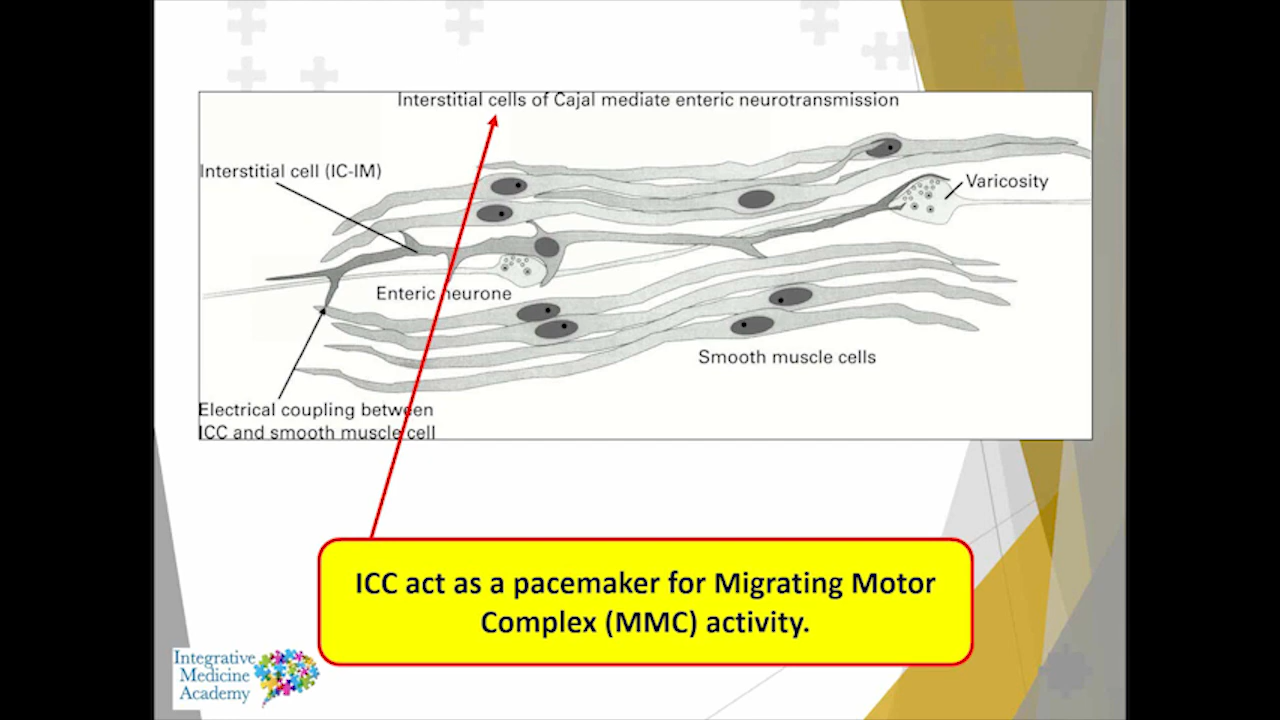 Interstitial cells of Cajal mediate enteric neurotransmission
Interstitial cell (IC-IM)
Varicosity
Enteric neurone
Smooth muscle cells
Electrical coupling between
ICC and smooth muscle cell
ICC act as a pacemaker for Migrating Motor
Complex (MMC) activity.
Integrative
Medicine
Academy